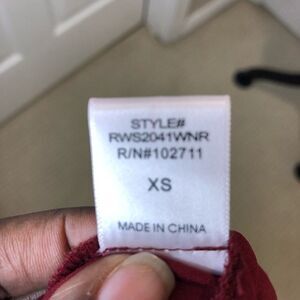 STYLE#
RWS2041WNR
R/N#102711
XS
MADE IN CHINA